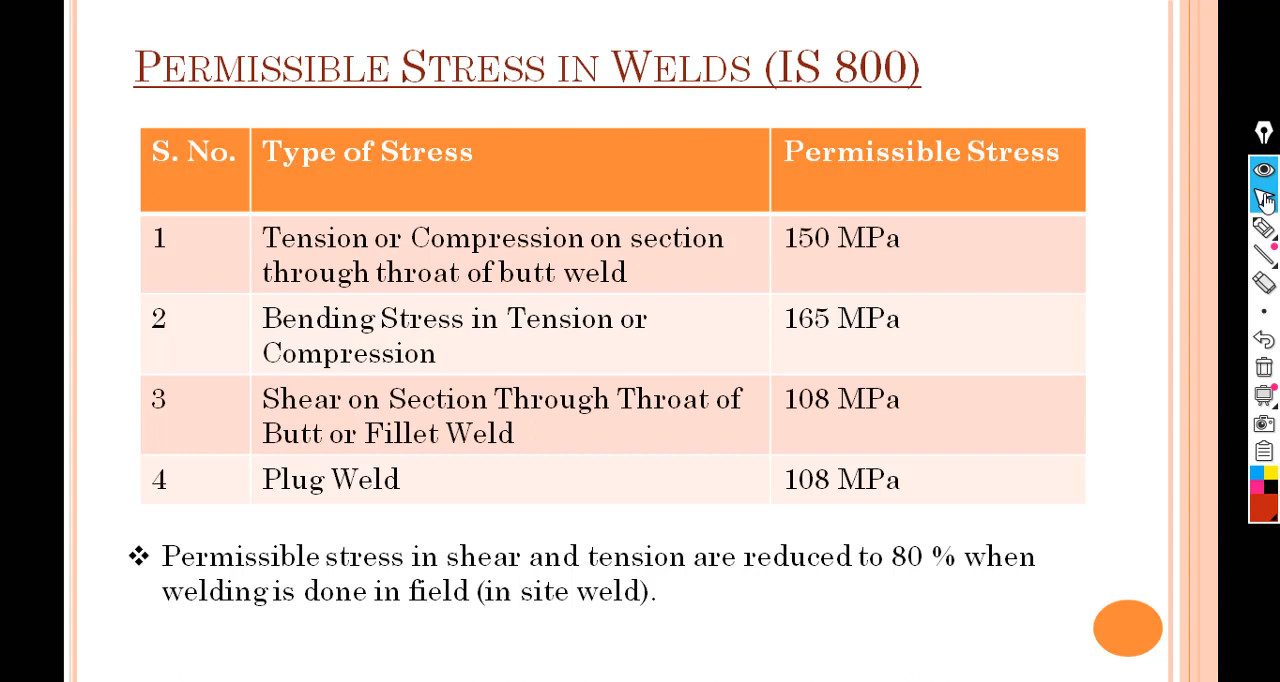 PERMISSIBLE STRESS IN WELDS (IS 800)
S. No. Type of Stress Permissible Stress
1 Tension or Compression on section 150 MPa
through throat of butt weld
2 Bending Stress in Tension or 165 MPa
Compression
3 Shear on Section Through Throat of 108 MPa
Butt or Fillet Weld
4 Plug Weld 108 MPa
❖ Permissible stress in shear and tension are reduced to 80 % when
welding is done in field (in site weld).